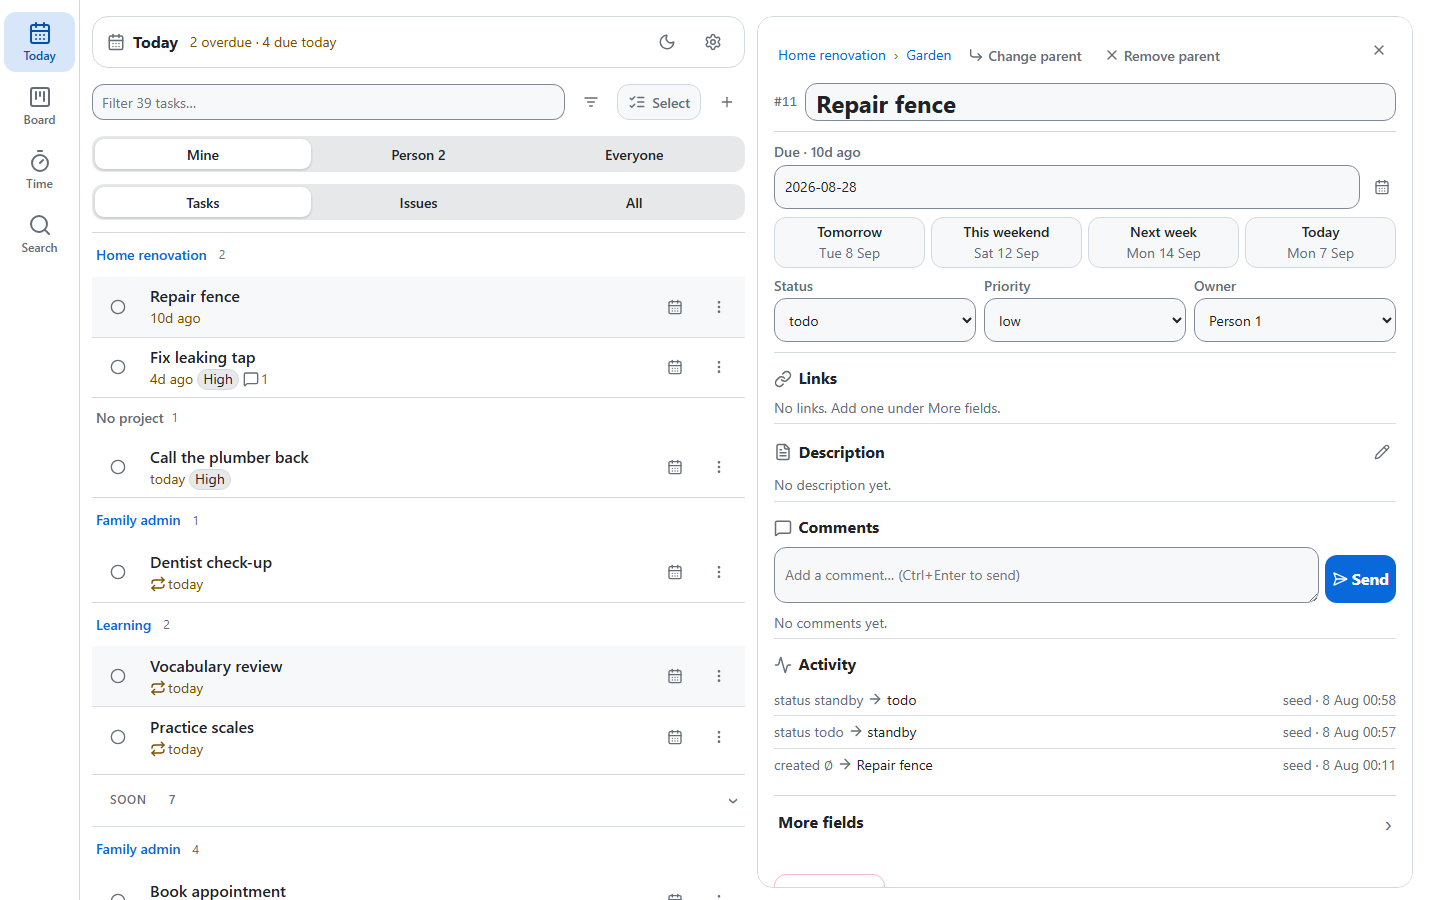 Today
Board
Time
Search
Today 2 overdue · 4 due today
Filter 39 tasks...
Select
Mine Person 2 Everyone
Tasks Issues All
Home renovation 2
Repair fence
10d ago
Fix leaking tap
4d ago High 1
No project 1
Call the plumber back
today High
Family admin 1
Dentist check-up
today
Learning 2
Vocabulary review
today
Practice scales
today
SOON 7
Family admin 4
Book appointment
Home renovation › Garden Change parent Remove parent
#11 Repair fence
Due · 10d ago
2026-08-28
Tomorrow This weekend Next week Today
Tue 8 Sep Sat 12 Sep Mon 14 Sep Mon 7 Sep
Status Priority Owner
todo low Person 1
Links
No links. Add one under More fields.
Description
No description yet.
Comments
Add a comment... (Ctrl+Enter to send)
Send
No comments yet.
Activity
status standby → todo seed · 8 Aug 00:58
status todo → standby seed · 8 Aug 00:57
created ∅ → Repair fence seed · 8 Aug 00:11
More fields